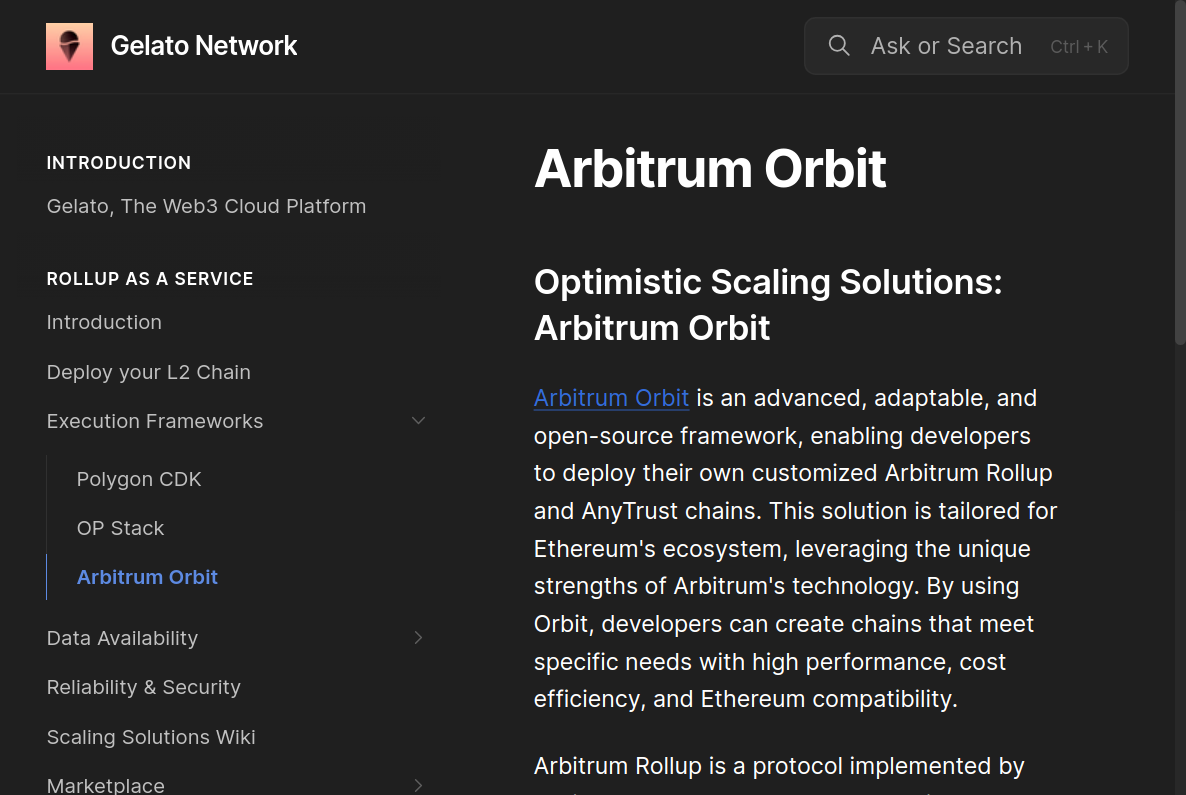 Gelato Network
Ask or Search Ctrl + K
INTRODUCTION
Gelato, The Web3 Cloud Platform
ROLLUP AS A SERVICE
Introduction
Deploy your L2 Chain
Execution Frameworks
Polygon CDK
OP Stack
Arbitrum Orbit
Data Availability
Reliability & Security
Scaling Solutions Wiki
Marketplace
Arbitrum Orbit
Optimistic Scaling Solutions:
Arbitrum Orbit
Arbitrum Orbit is an advanced, adaptable, and
open-source framework, enabling developers
to deploy their own customized Arbitrum Rollup
and AnyTrust chains. This solution is tailored for
Ethereum's ecosystem, leveraging the unique
strengths of Arbitrum's technology. By using
Orbit, developers can create chains that meet
specific needs with high performance, cost
efficiency, and Ethereum compatibility.
Arbitrum Rollup is a protocol implemented by